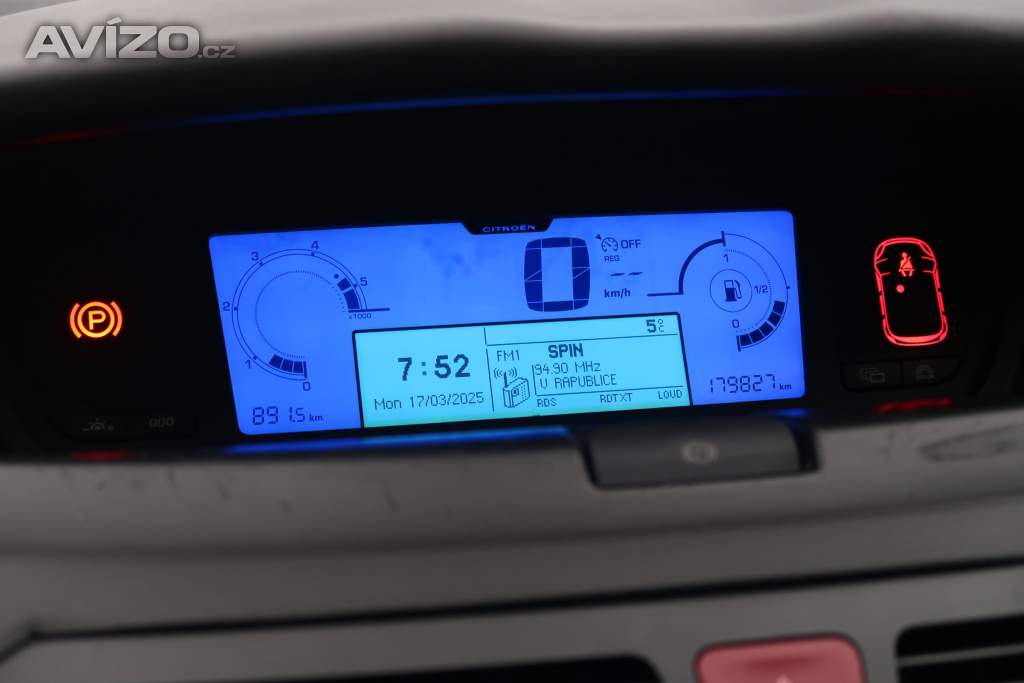 AVÍZO.cz
CITROËN
OFF
REG
km/h
4
3
5
2
x1000
1
0
1
1/2
0
5°C
FM1 SPIN
94.90 MHz
V RAPUBLICE
RDS RDTXT LOUD
7:52
Mon 17/03/2025
891.5 km
179827 km
0
P
000